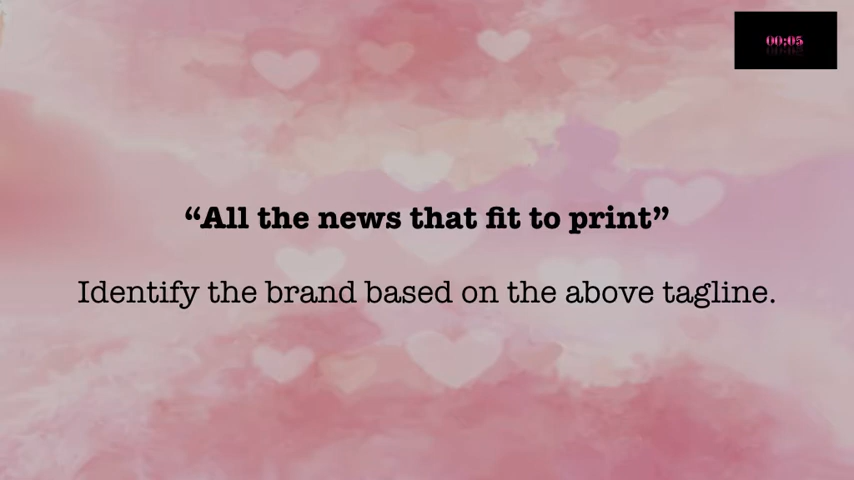 00:05
“All the news that fit to print”
Identify the brand based on the above tagline.